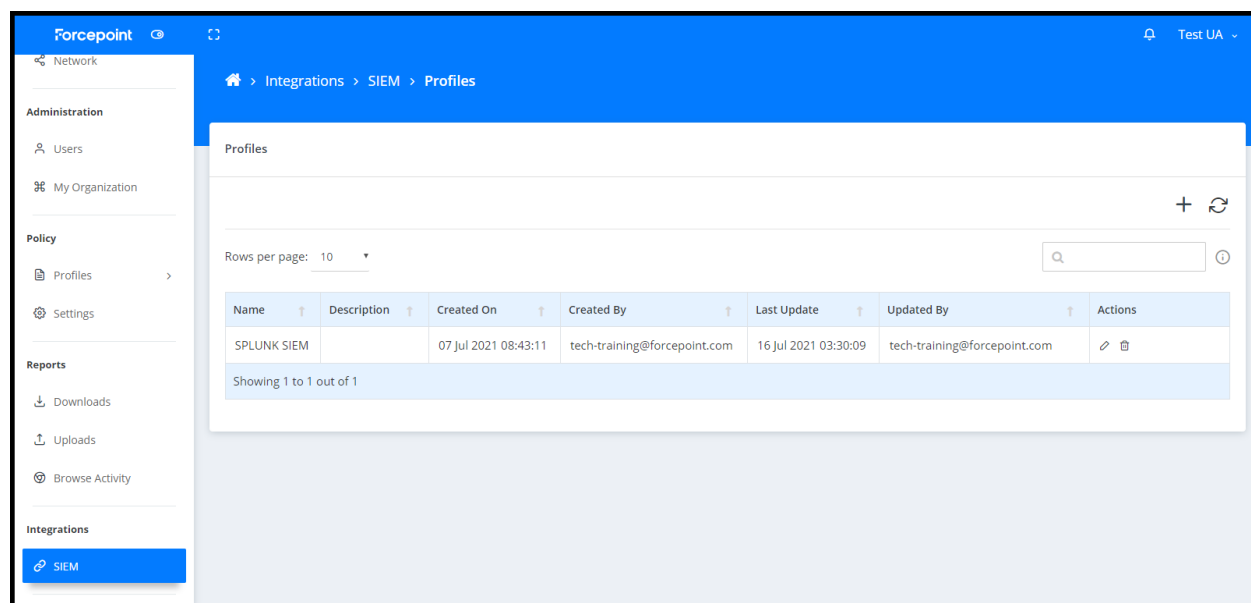 Forcepoint
Test UA
Network
Integrations > SIEM > Profiles
Administration
Users
My Organization
Policy
Profiles
Settings
Reports
Downloads
Uploads
Browse Activity
Integrations
SIEM
Profiles
Rows per page: 10
Name Description Created On Created By Last Update Updated By Actions
SPLUNK SIEM 07 Jul 2021 08:43:11 tech-training@forcepoint.com 16 Jul 2021 03:30:09 tech-training@forcepoint.com
Showing 1 to 1 out of 1